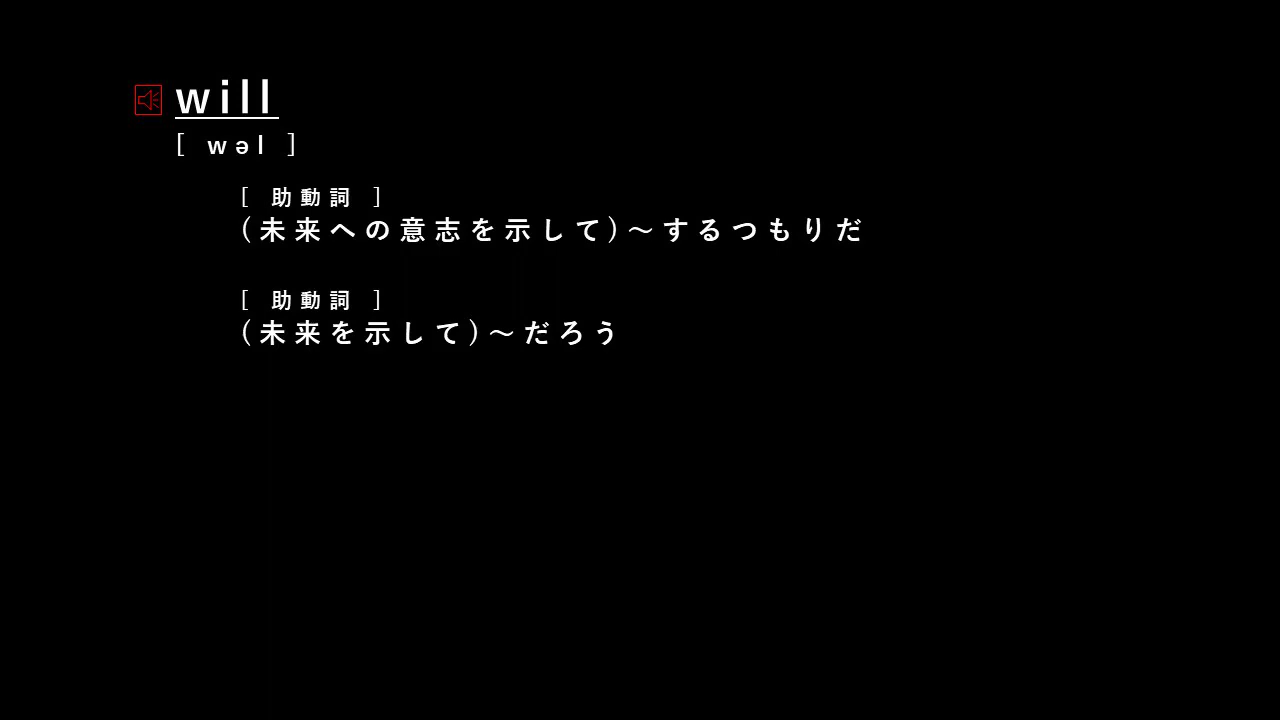 will
[ wəl ]
[ 助動詞 ]
(未来への意志を示して)～するつもりだ
[ 助動詞 ]
(未来を示して)～だろう